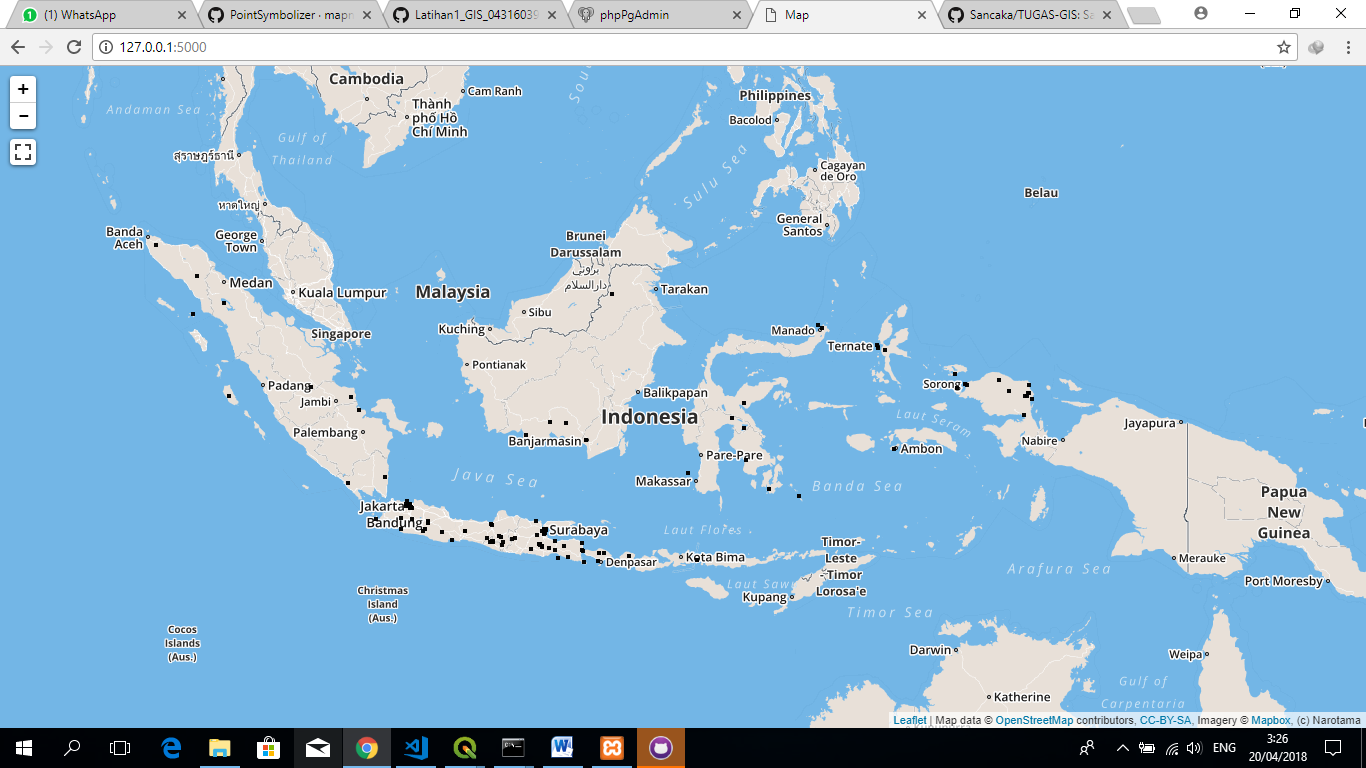 (1) WhatsApp
PointSymbolizer · mapn
Latihan1_GIS_04316039
phpPgAdmin
Map
Sancaka/TUGAS-GIS: Sa
127.0.0.1:5000
+
−
Cambodia
Cam Ranh
Thành
phố Hồ
Chí Minh
Andaman Sea
Gulf of
Thailand
Sou
Philippines
Bacolod
Sulu Sea
Cagayan
de Oro
General
Santos
Belau
สุราษฎร์ธานี
หาดใหญ่
Banda
Aceh
George
Town
Medan
Kuala Lumpur
Malaysia
Singapore
Brunei
Darussalam
بروني
دارالسلام
Tarakan
Sibu
Kuching
Pontianak
Manado
Ternate
Sorong
Padang
Jambi
Palembang
Balikpapan
Indonesia
Banjarmasin
Laut Seram
Ambon
Nabire
Jayapura
Pare-Pare
Makassar
Java Sea
Banda Sea
Papua
New
Guinea
Jakarta
Bandung
Surabaya
Laut Flores
Denpasar
Kota Bima
Timor-
Leste
- Timor
Lorosa'e
Laut Sawu
Kupang
Merauke
Port Moresby
Arafura Sea
Timor Sea
Christmas
Island
(Aus.)
Cocos
Islands
(Aus.)
Darwin
Katherine
Weipa
Gulf of
Carpentaria
Leaflet | Map data © OpenStreetMap contributors, CC-BY-SA, Imagery © Mapbox, (c) Narotama
ENG
3:26
20/04/2018